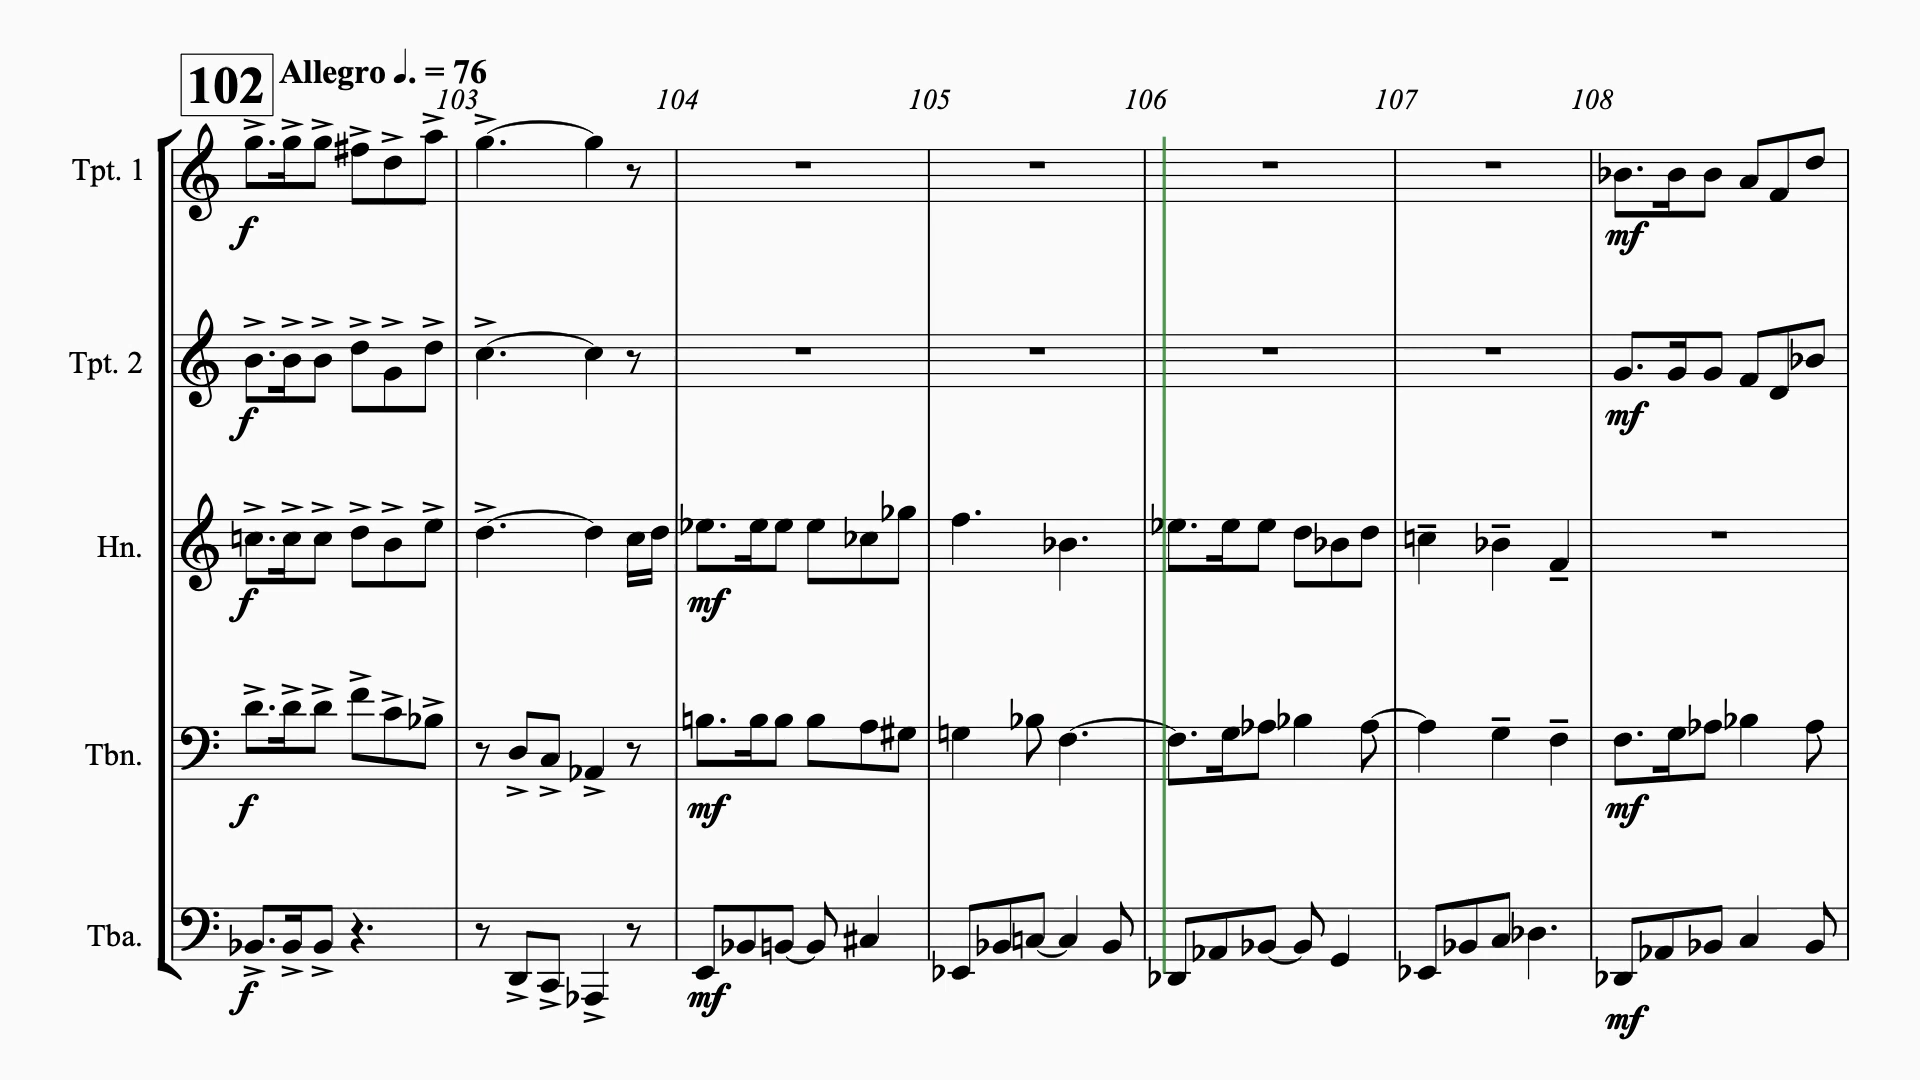 102 Allegro ♩. = 76
103 104 105 106 107 108
Tpt. 1
f mf
Tpt. 2
f mf
Hn.
f mf
Tbn.
f mf mf
Tba.
f mf mf